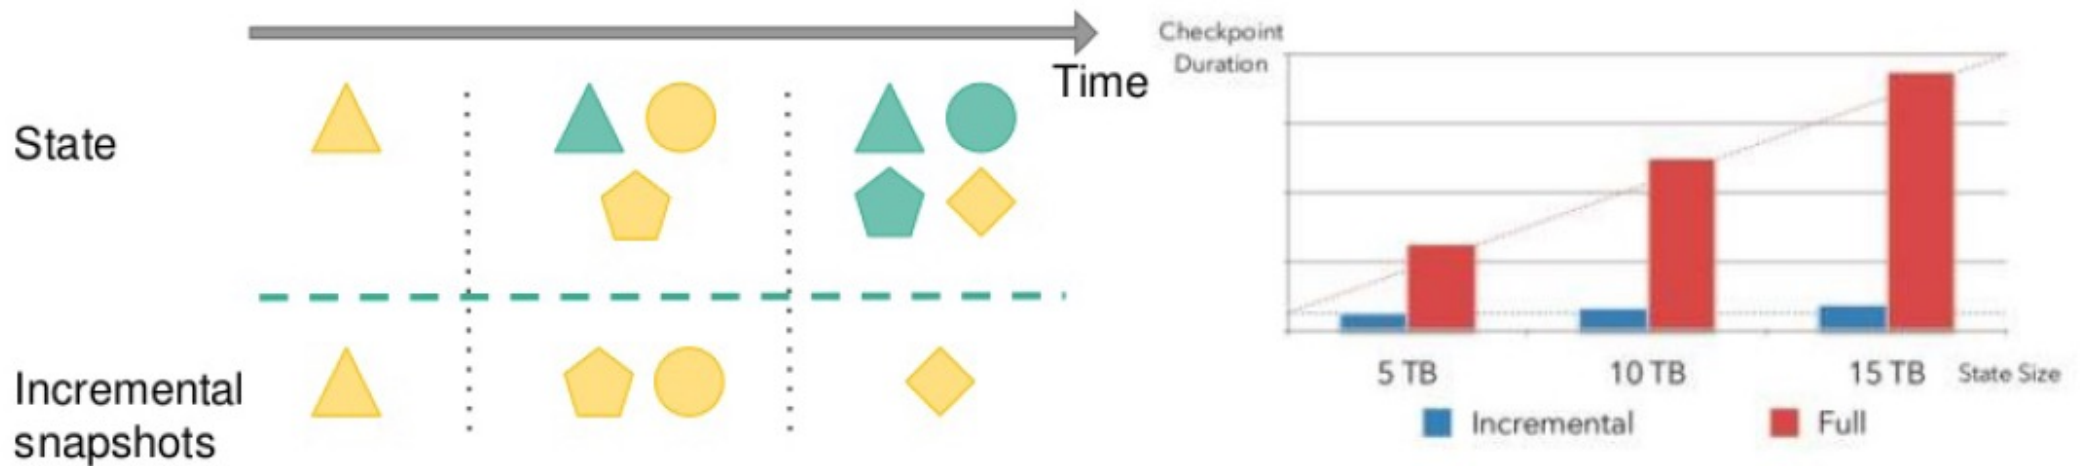 Time
State
Incremental
snapshots
Checkpoint
Duration
5 TB
10 TB
15 TB
State Size
Incremental
Full